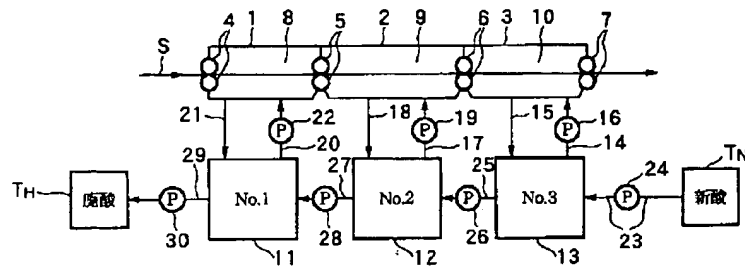 4 1 8 5 2 9 6 3 10 7
S
21 P 22 20 18 P 19 17 15 P 16 14
TH 廃酸 29 P 30 No.1 11 27 P 28 No.2 12 25 P 26 No.3 13 24 P 23 新酸 TN